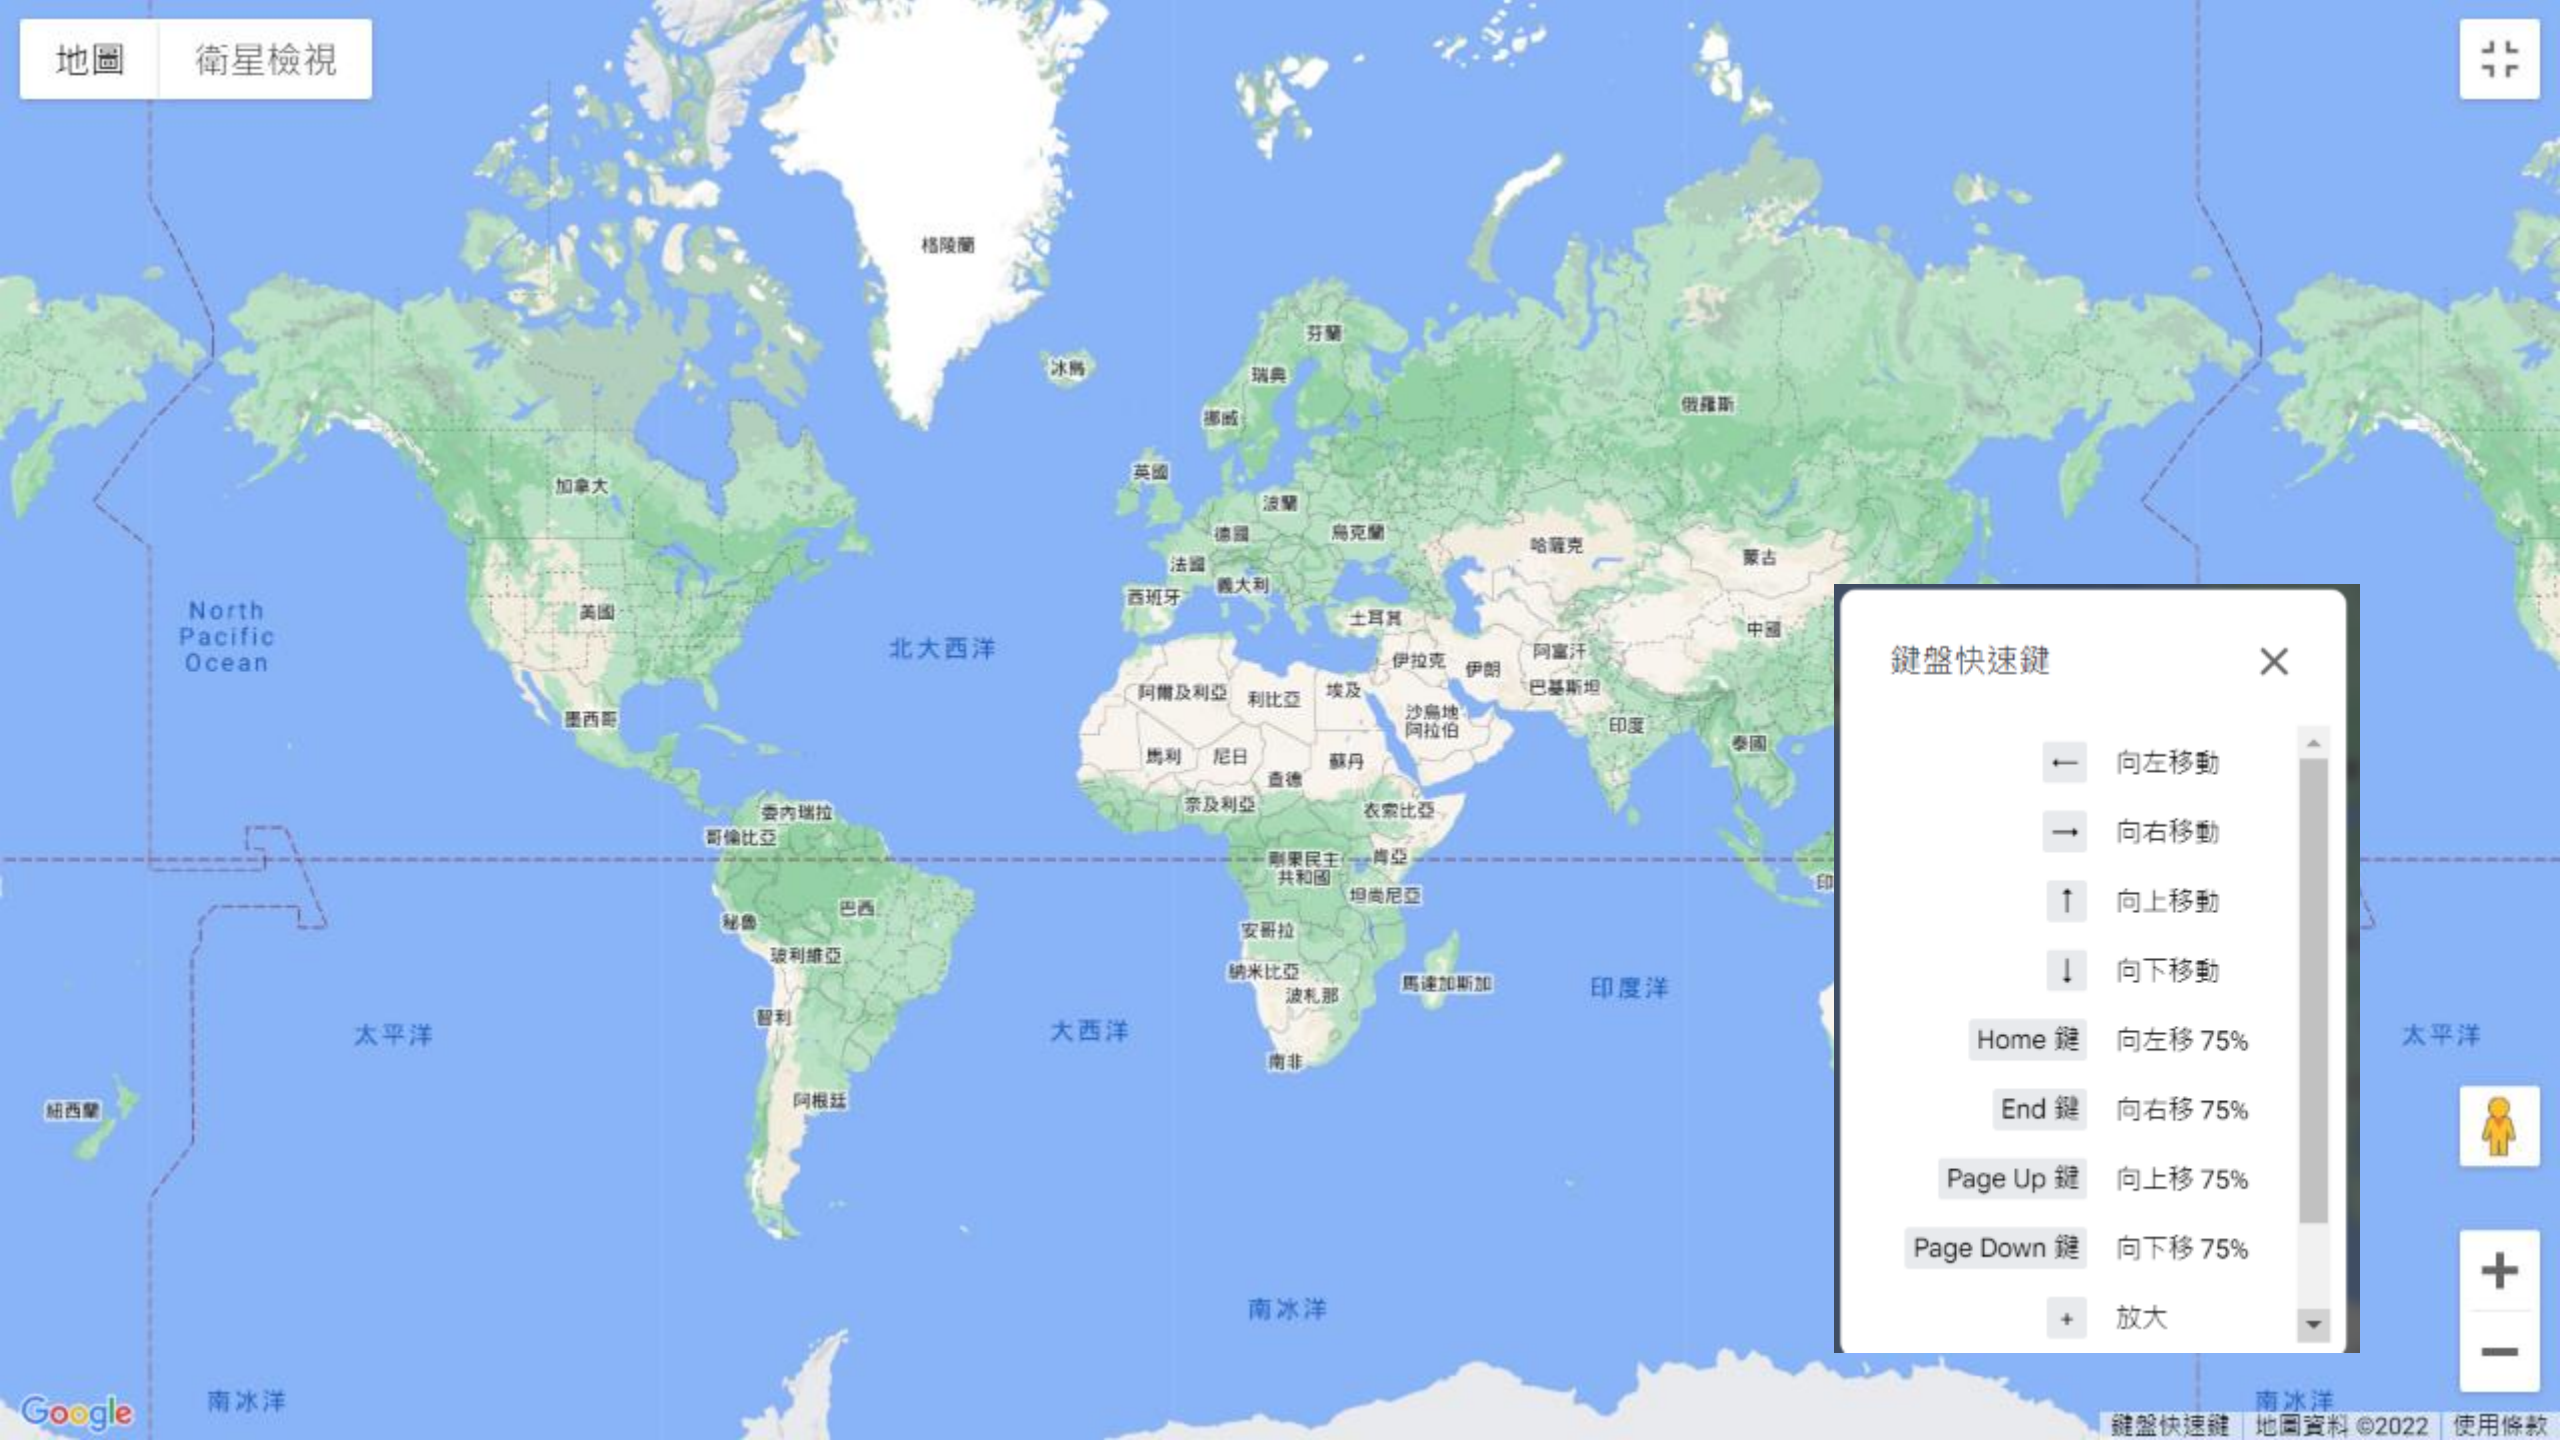 地圖
衛星檢視
格陵蘭
冰島
芬蘭
瑞典
挪威
俄羅斯
英國
波蘭
德國
烏克蘭
法國
義大利
西班牙
土耳其
哈薩克
蒙古
中國
加拿大
美國
墨西哥
North
Pacific
Ocean
北大西洋
伊拉克
伊朗
阿富汗
巴基斯坦
阿爾及利亞
利比亞
埃及
沙烏地
阿拉伯
印度
泰國
馬利
尼日
查德
蘇丹
奈及利亞
衣索比亞
委內瑞拉
哥倫比亞
剛果民主
共和國
肯亞
坦尚尼亞
印
秘魯
巴西
玻利維亞
安哥拉
納米比亞
波札那
馬達加斯加
印度洋
智利
太平洋
大西洋
南非
阿根廷
紐西蘭
太平洋
南冰洋
南冰洋
南冰洋
鍵盤快速鍵
← 向左移動
→ 向右移動
↑ 向上移動
↓ 向下移動
Home 鍵 向左移 75%
End 鍵 向右移 75%
Page Up 鍵 向上移 75%
Page Down 鍵 向下移 75%
+ 放大
Google
鍵盤快速鍵 地圖資料 ©2022 使用條款